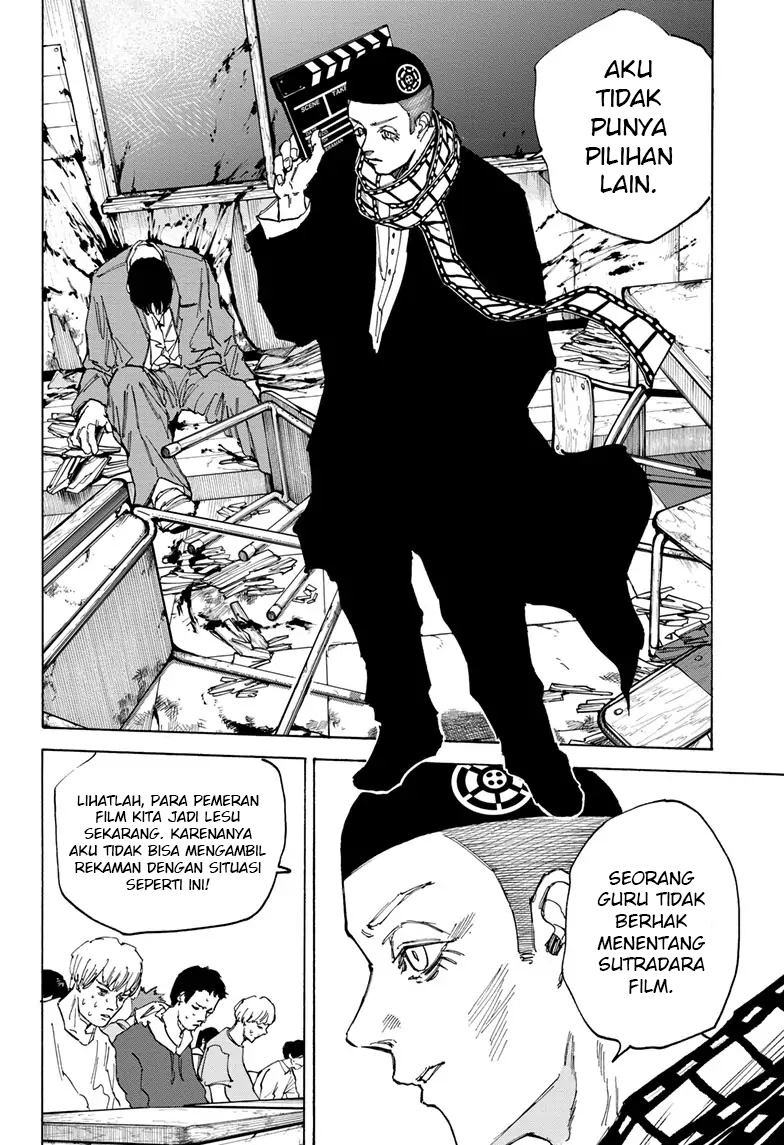 AKU
TIDAK
PUNYA
PILIHAN
LAIN.
SCENE
TAKE
SEORANG
GURU TIDAK
BERHAK
MENENTANG
SUTRADARA
FILM.
LIHATLAH, PARA PEMERAN
FILM KITA JADI LESU
SEKARANG. KARENANYA
AKU TIDAK BISA MENGAMBIL
REKAMAN DENGAN SITUASI
SEPERTI INI!